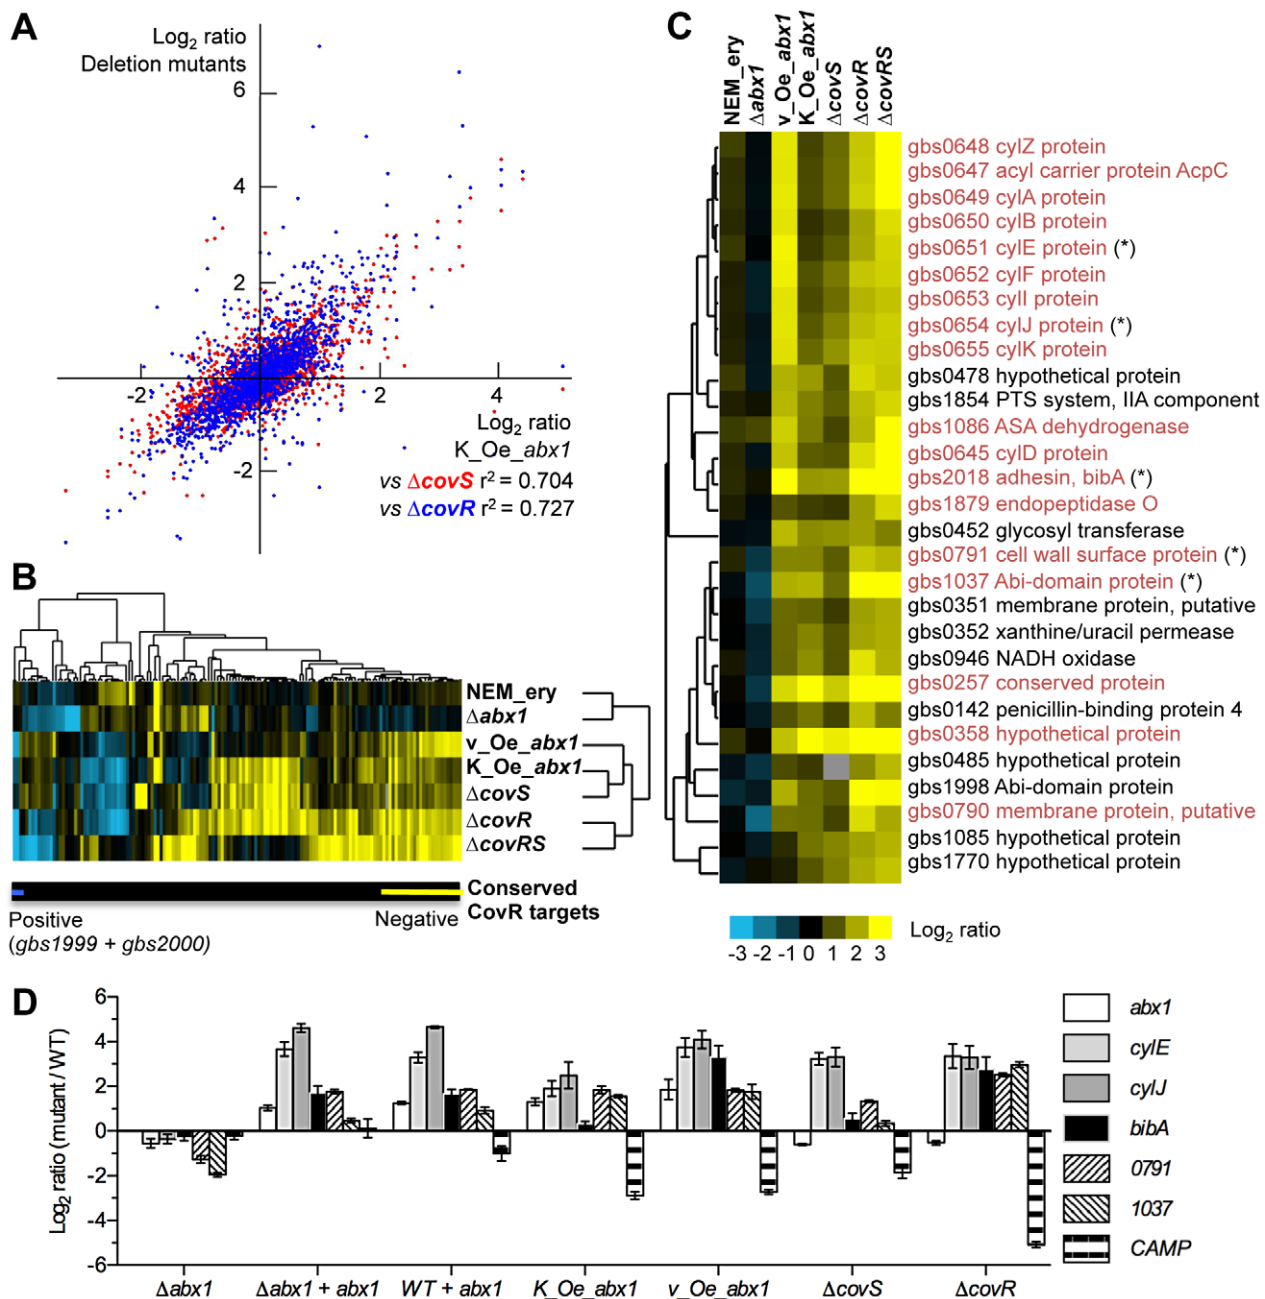 A
Log2 ratio
Deletion mutants
6
4
2
-2
2
4
-2
Log2 ratio
K_Oe_abx1
vs ΔcovS r2 = 0.704
vs ΔcovR r2 = 0.727
B
NEM_ery
Δabx1
v_Oe_abx1
K_Oe_abx1
ΔcovS
ΔcovR
ΔcovRS
Conserved
CovR targets
Positive
(gbs1999 + gbs2000)
Negative
C
NEM_ery
Δabx1
v_Oe_abx1
K_Oe_abx1
ΔcovS
ΔcovR
ΔcovRS
gbs0648 cylZ protein
gbs0647 acyl carrier protein AcpC
gbs0649 cylA protein
gbs0650 cylB protein
gbs0651 cylE protein (*)
gbs0652 cylF protein
gbs0653 cylI protein
gbs0654 cylJ protein (*)
gbs0655 cylK protein
gbs0478 hypothetical protein
gbs1854 PTS system, IIA component
gbs1086 ASA dehydrogenase
gbs0645 cylD protein
gbs2018 adhesin, bibA (*)
gbs1879 endopeptidase O
gbs0452 glycosyl transferase
gbs0791 cell wall surface protein (*)
gbs1037 Abi-domain protein (*)
gbs0351 membrane protein, putative
gbs0352 xanthine/uracil permease
gbs0946 NADH oxidase
gbs0257 conserved protein
gbs0142 penicillin-binding protein 4
gbs0358 hypothetical protein
gbs0485 hypothetical protein
gbs1998 Abi-domain protein
gbs0790 membrane protein, putative
gbs1085 hypothetical protein
gbs1770 hypothetical protein
Log2 ratio
-3 -2 -1 0 1 2 3
D
Log2 ratio (mutant / WT)
6
4
2
0
-2
-4
-6
Δabx1
Δabx1 + abx1
WT + abx1
K_Oe_abx1
v_Oe_abx1
ΔcovS
ΔcovR
abx1
cylE
cylJ
bibA
0791
1037
CAMP